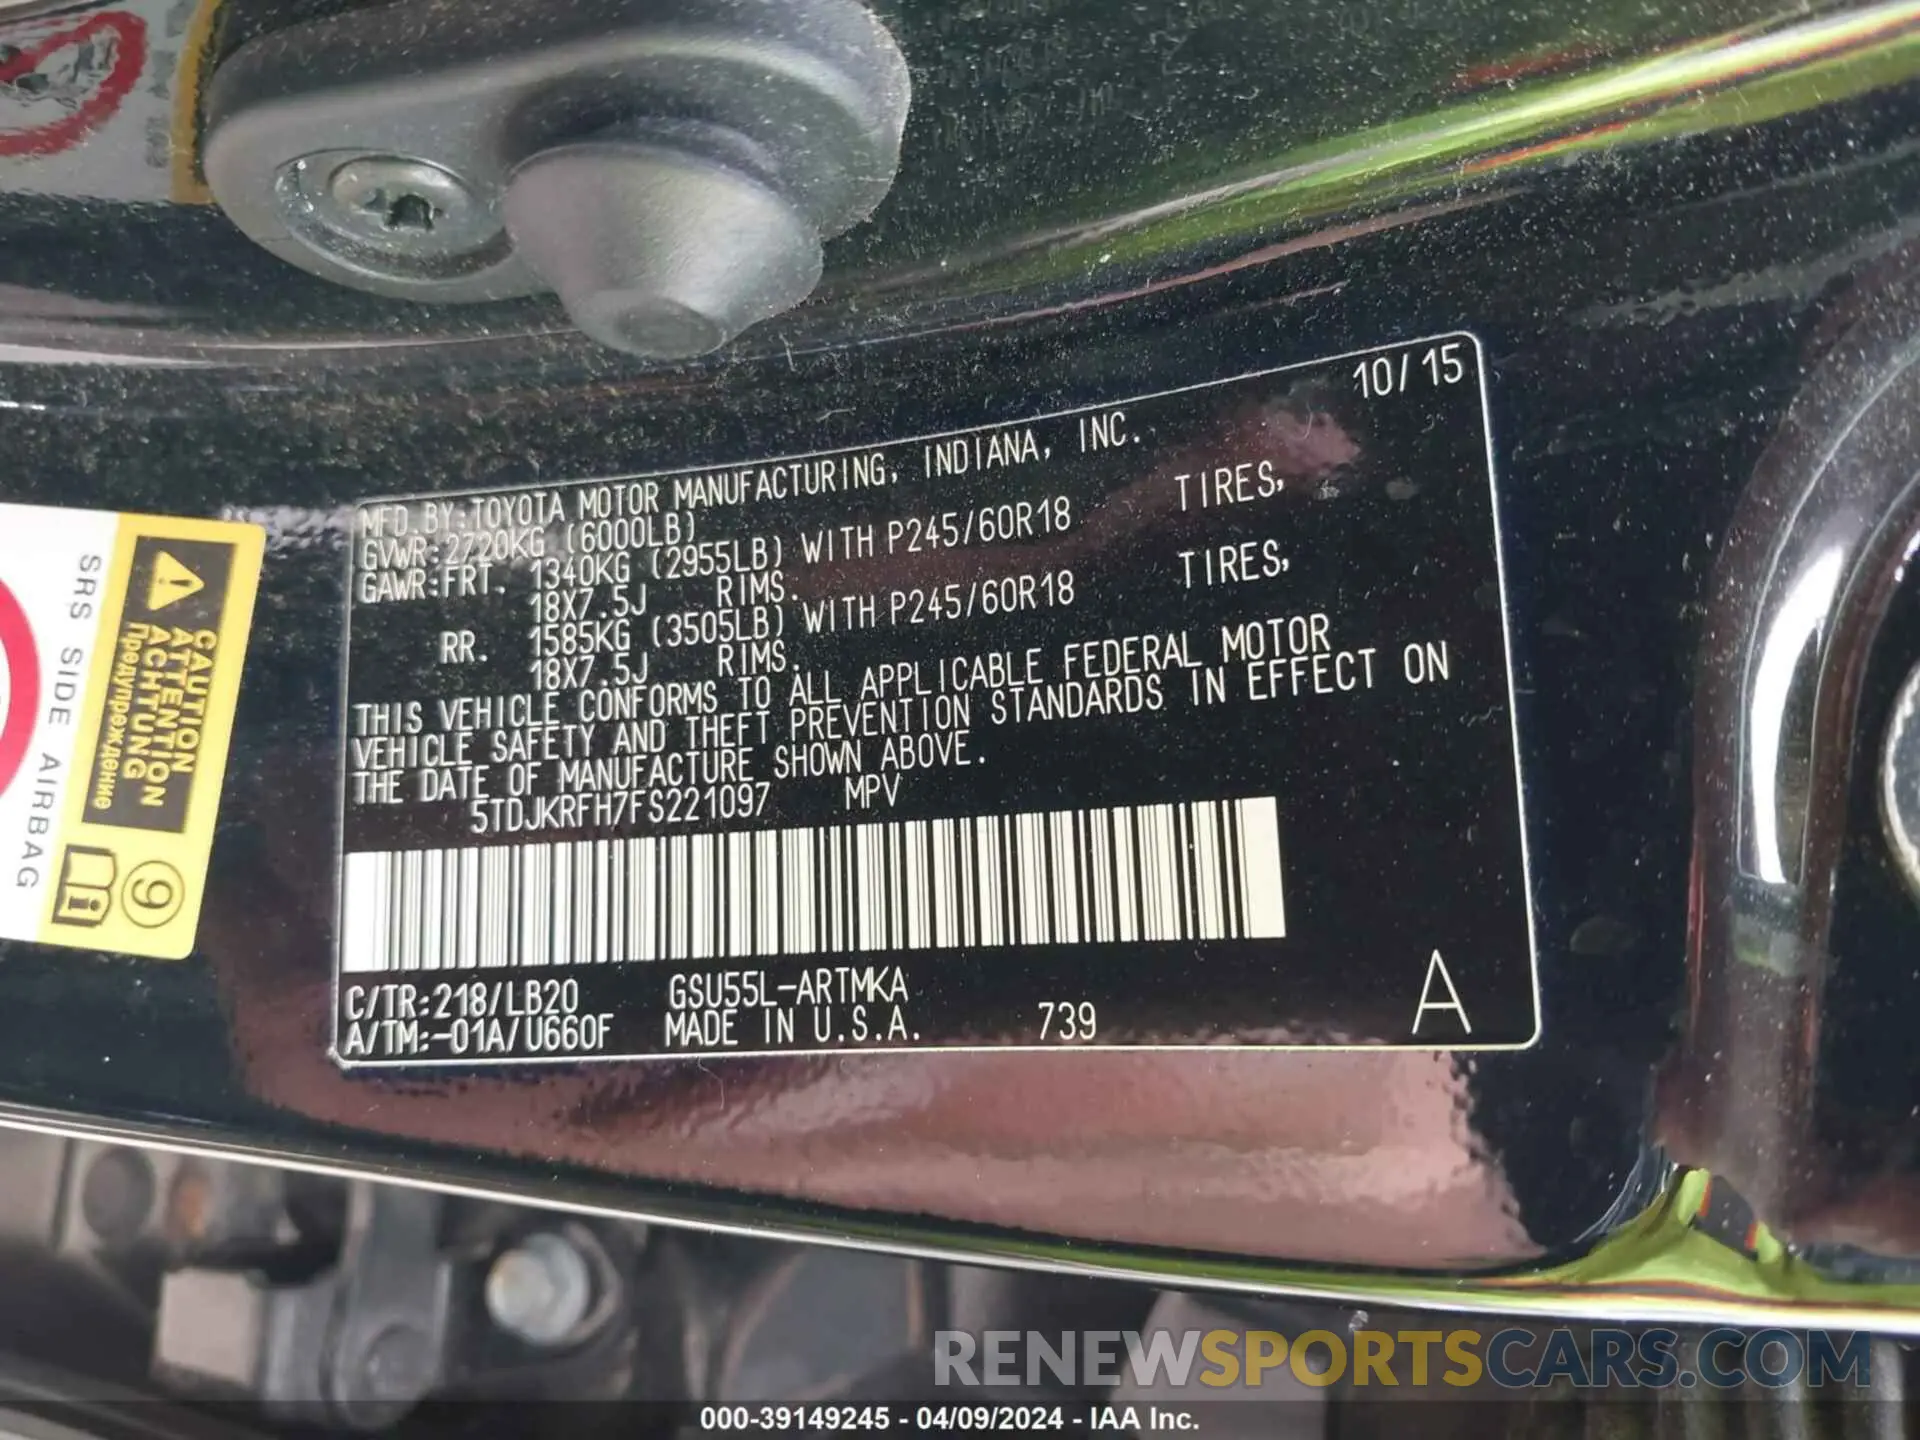 10/15
MFD.BY:TOYOTA MOTOR MANUFACTURING, INDIANA, INC.
GVWR:2720KG (6000LB)
GAWR:FRT. 1340KG (2955LB) WITH P245/60R18 TIRES,
18X7.5J RIMS.
RR. 1585KG (3505LB) WITH P245/60R18 TIRES,
18X7.5J RIMS.
THIS VEHICLE CONFORMS TO ALL APPLICABLE FEDERAL MOTOR
VEHICLE SAFETY AND THEFT PREVENTION STANDARDS IN EFFECT ON
THE DATE OF MANUFACTURE SHOWN ABOVE.
5TDJKRFH7FS221097 MPV
C/TR:218/LB20 GSU55L-ARTMKA
A/TM:-01A/U660F MADE IN U.S.A. 739
A
CAUTION
ATTENTION
ACHTUNG
Предупреждение
SRS SIDE AIRBAG
9
i
RENEWSPORTSCARS.COM
000-39149245 - 04/09/2024 - IAA Inc.